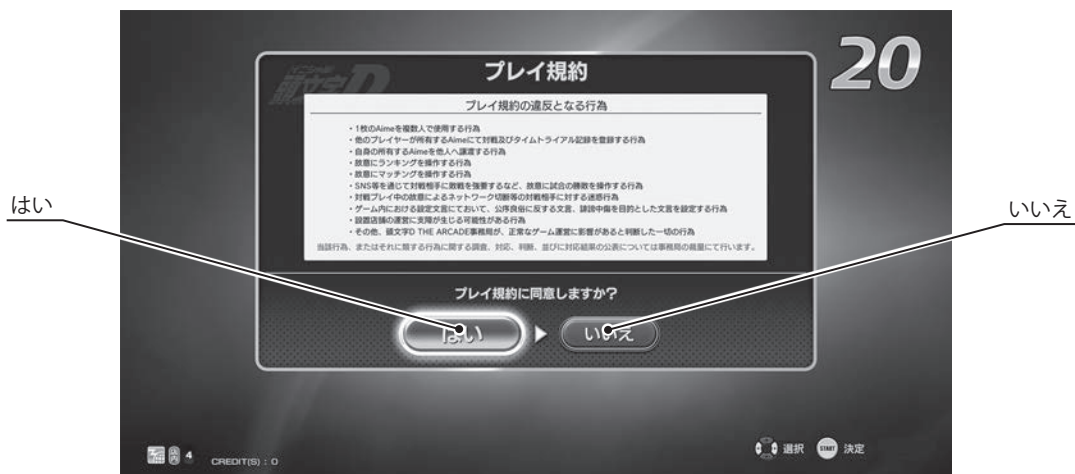 20
頭文字D
プレイ規約
プレイ規約の違反となる行為
・1枚のAimeを複数人で使用する行為
・他のプレイヤーが所有するAimeにて対戦及びタイムトライアル記録を登録する行為
・自身の所有するAimeを他人へ譲渡する行為
・故意にランキングを操作する行為
・故意にマッチングを操作する行為
・SNS等を通じて対戦相手に敗戦を強要するなど、故意に試合の勝敗を操作する行為
・対戦プレイ中の故意によるネットワーク切断等の対戦相手に対する迷惑行為
・ゲーム内における設定文言にておいて、公序良俗に反する文言、誹謗中傷を目的とした文言を設定する行為
・設置店舗の運営に支障が生じる可能性がある行為
・その他、頭文字D THE ARCADE事務局が、正常なゲーム運営に影響があると判断した一切の行為
当該行為、またはそれに類する行為に関する調査、対応、判断、並びに対応結果の公表については事務局の裁量にて行います。
はい
いいえ
プレイ規約に同意しますか?
はい
いいえ
4
CREDIT(S) : 0
選択
START
決定